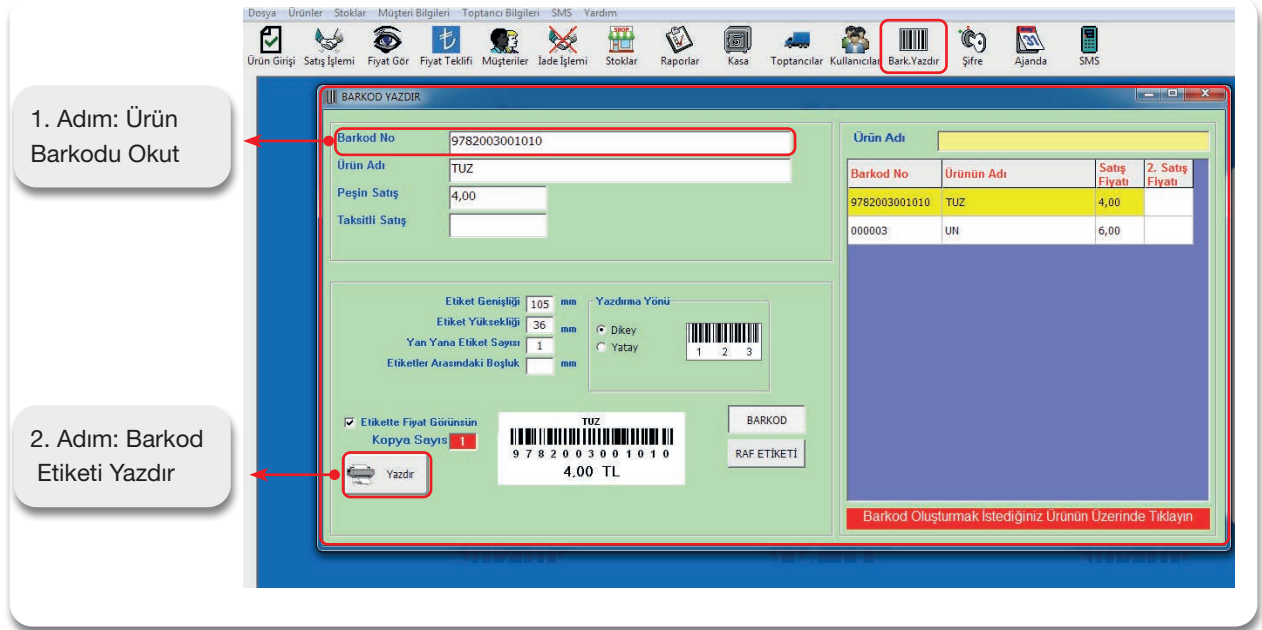 Dosya Ürünler Stoklar Müşteri Bilgileri Toptancı Bilgileri SMS Yardım
Ürün Girişi Satış İşlemi Fiyat Gör Fiyat Teklifi Müşteriler İade İşlemi Stoklar Raporlar Kasa Toptancılar Kullanıcılar Bark.Yazdır Şifre Ajanda SMS
1. Adım: Ürün
Barkodu Okut
BARKOD YAZDIR
Barkod No 9782003001010
Ürün Adı TUZ
Peşin Satış 4,00
Taksitli Satış
Ürün Adı
Barkod No Ürünün Adı Satış Fiyatı 2. Satış Fiyatı
9782003001010 TUZ 4,00
000003 UN 6,00
Etiket Genişliği 105 mm
Etiket Yüksekliği 36 mm
Yan Yana Etiket Sayısı 1
Etiketler Arasındaki Boşluk mm
Yazdırma Yönü
Dikey
Yatay
1 2 3
2. Adım: Barkod
Etiketi Yazdır
Etikette Fiyat Görünsün
Kopya Sayıs 1
Yazdır
TUZ
9 7 8 2 0 0 3 0 0 1 0 1 0
4,00 TL
BARKOD
RAF ETİKETİ
Barkod Oluşturmak İstediğiniz Ürünün Üzerinde Tıklayın